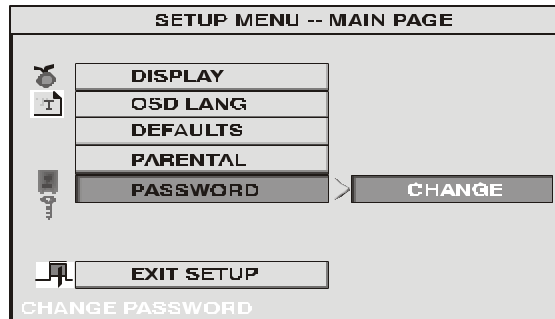 SETUP MENU -- MAIN PAGE
DISPLAY
T
OSD LANG
DEFAULTS
PARENTAL
PASSWORD
CHANGE
EXIT SETUP
CHANGE PASSWORD